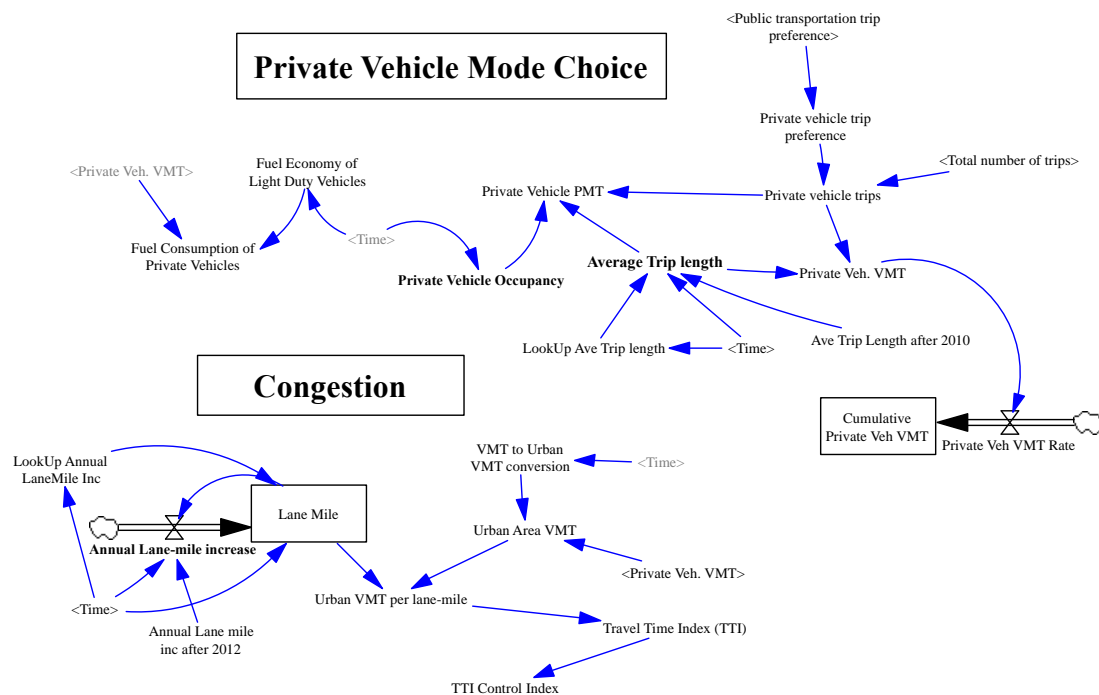 <Public transportation trip
preference>
Private Vehicle Mode Choice
Private vehicle trip
preference
<Total number of trips>
<Private Veh. VMT>
Fuel Economy of
Light Duty Vehicles
Private Vehicle PMT
Private vehicle trips
<Time>
Fuel Consumption of
Private Vehicles
Private Vehicle Occupancy
Average Trip length
Private Veh. VMT
LookUp Ave Trip length
<Time>
Ave Trip Length after 2010
Congestion
Cumulative
Private Veh VMT
Private Veh VMT Rate
LookUp Annual
LaneMile Inc
VMT to Urban
VMT conversion
<Time>
Lane Mile
Annual Lane-mile increase
Urban Area VMT
<Private Veh. VMT>
<Time>
Urban VMT per lane-mile
Annual Lane mile
inc after 2012
Travel Time Index (TTI)
TTI Control Index